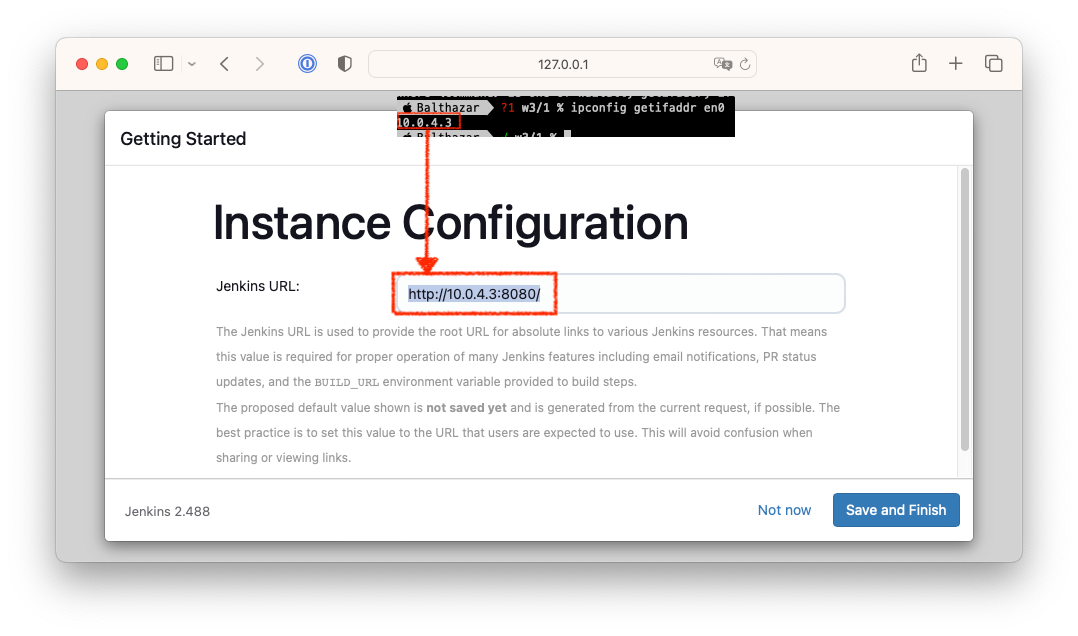 127.0.0.1
Balthazar ?1 w3/1 % ipconfig getifaddr en0
10.0.4.3
Balthazar w3/1 %
Getting Started
Instance Configuration
Jenkins URL:
http://10.0.4.3:8080/
The Jenkins URL is used to provide the root URL for absolute links to various Jenkins resources. That means
this value is required for proper operation of many Jenkins features including email notifications, PR status
updates, and the BUILD_URL environment variable provided to build steps.
The proposed default value shown is not saved yet and is generated from the current request, if possible. The
best practice is to set this value to the URL that users are expected to use. This will avoid confusion when
sharing or viewing links.
Jenkins 2.488
Not now
Save and Finish